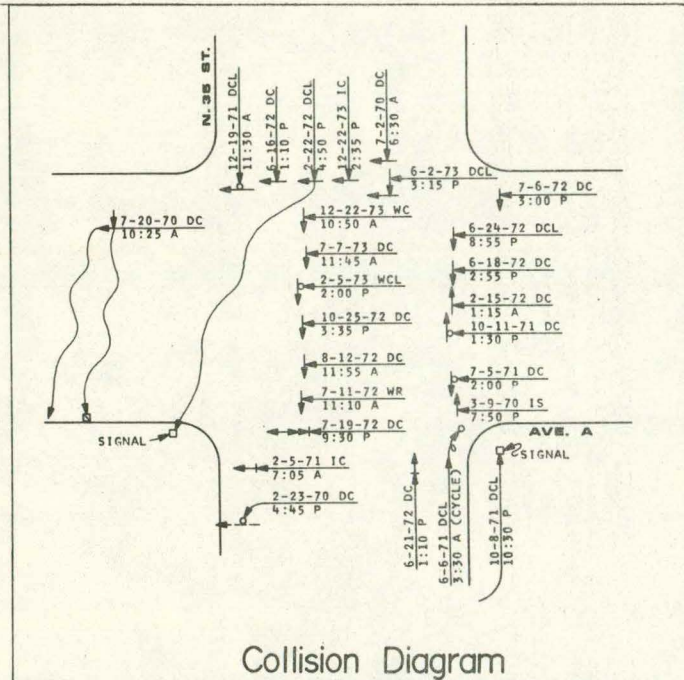 N.36 ST.
12-19-71 DCL
11:30 A
6-16-72 DC
1:10 P
2-22-72 DCL
4:50 P
12-22-73 IC
2:35 P
7-2-70 DC
6:30 A
6-2-73 DCL
3:15 P
7-6-72 DC
3:00 P
7-20-70 DC
10:25 A
12-22-73 WC
10:50 A
6-24-72 DCL
8:55 P
7-7-73 DC
11:45 A
6-18-72 DC
2:55 P
2-5-73 WCL
2:00 P
2-15-72 DC
1:15 A
10-25-72 DC
3:35 P
10-11-71 DC
1:30 P
8-12-72 DC
11:55 A
7-5-71 DC
2:00 P
7-11-72 WR
11:10 A
3-9-70 IS
7:50 P
7-19-72 DC
9:30 P
AVE. A
SIGNAL
SIGNAL
2-5-71 IC
7:05 A
2-23-70 DC
4:45 P
6-21-72 DC
1:10 P
6-6-71 DCL
3:30 A (CYCLE)
10-8-71 DCL
10:30 P
Collision Diagram